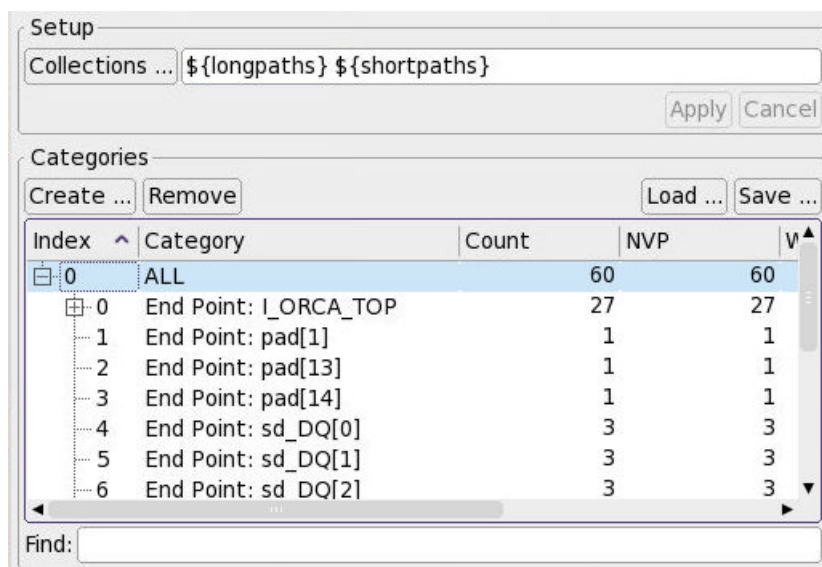 Setup
Collections ... ${longpaths} ${shortpaths}
Apply Cancel
Categories
Create ... Remove Load ... Save ...
Index Category Count NVP
0 ALL 60 60
0 End Point: I_ORCA_TOP 27 27
1 End Point: pad[1] 1 1
2 End Point: pad[13] 1 1
3 End Point: pad[14] 1 1
4 End Point: sd_DQ[0] 3 3
5 End Point: sd_DQ[1] 3 3
6 End Point: sd_DQ[2] 3 3
Find: